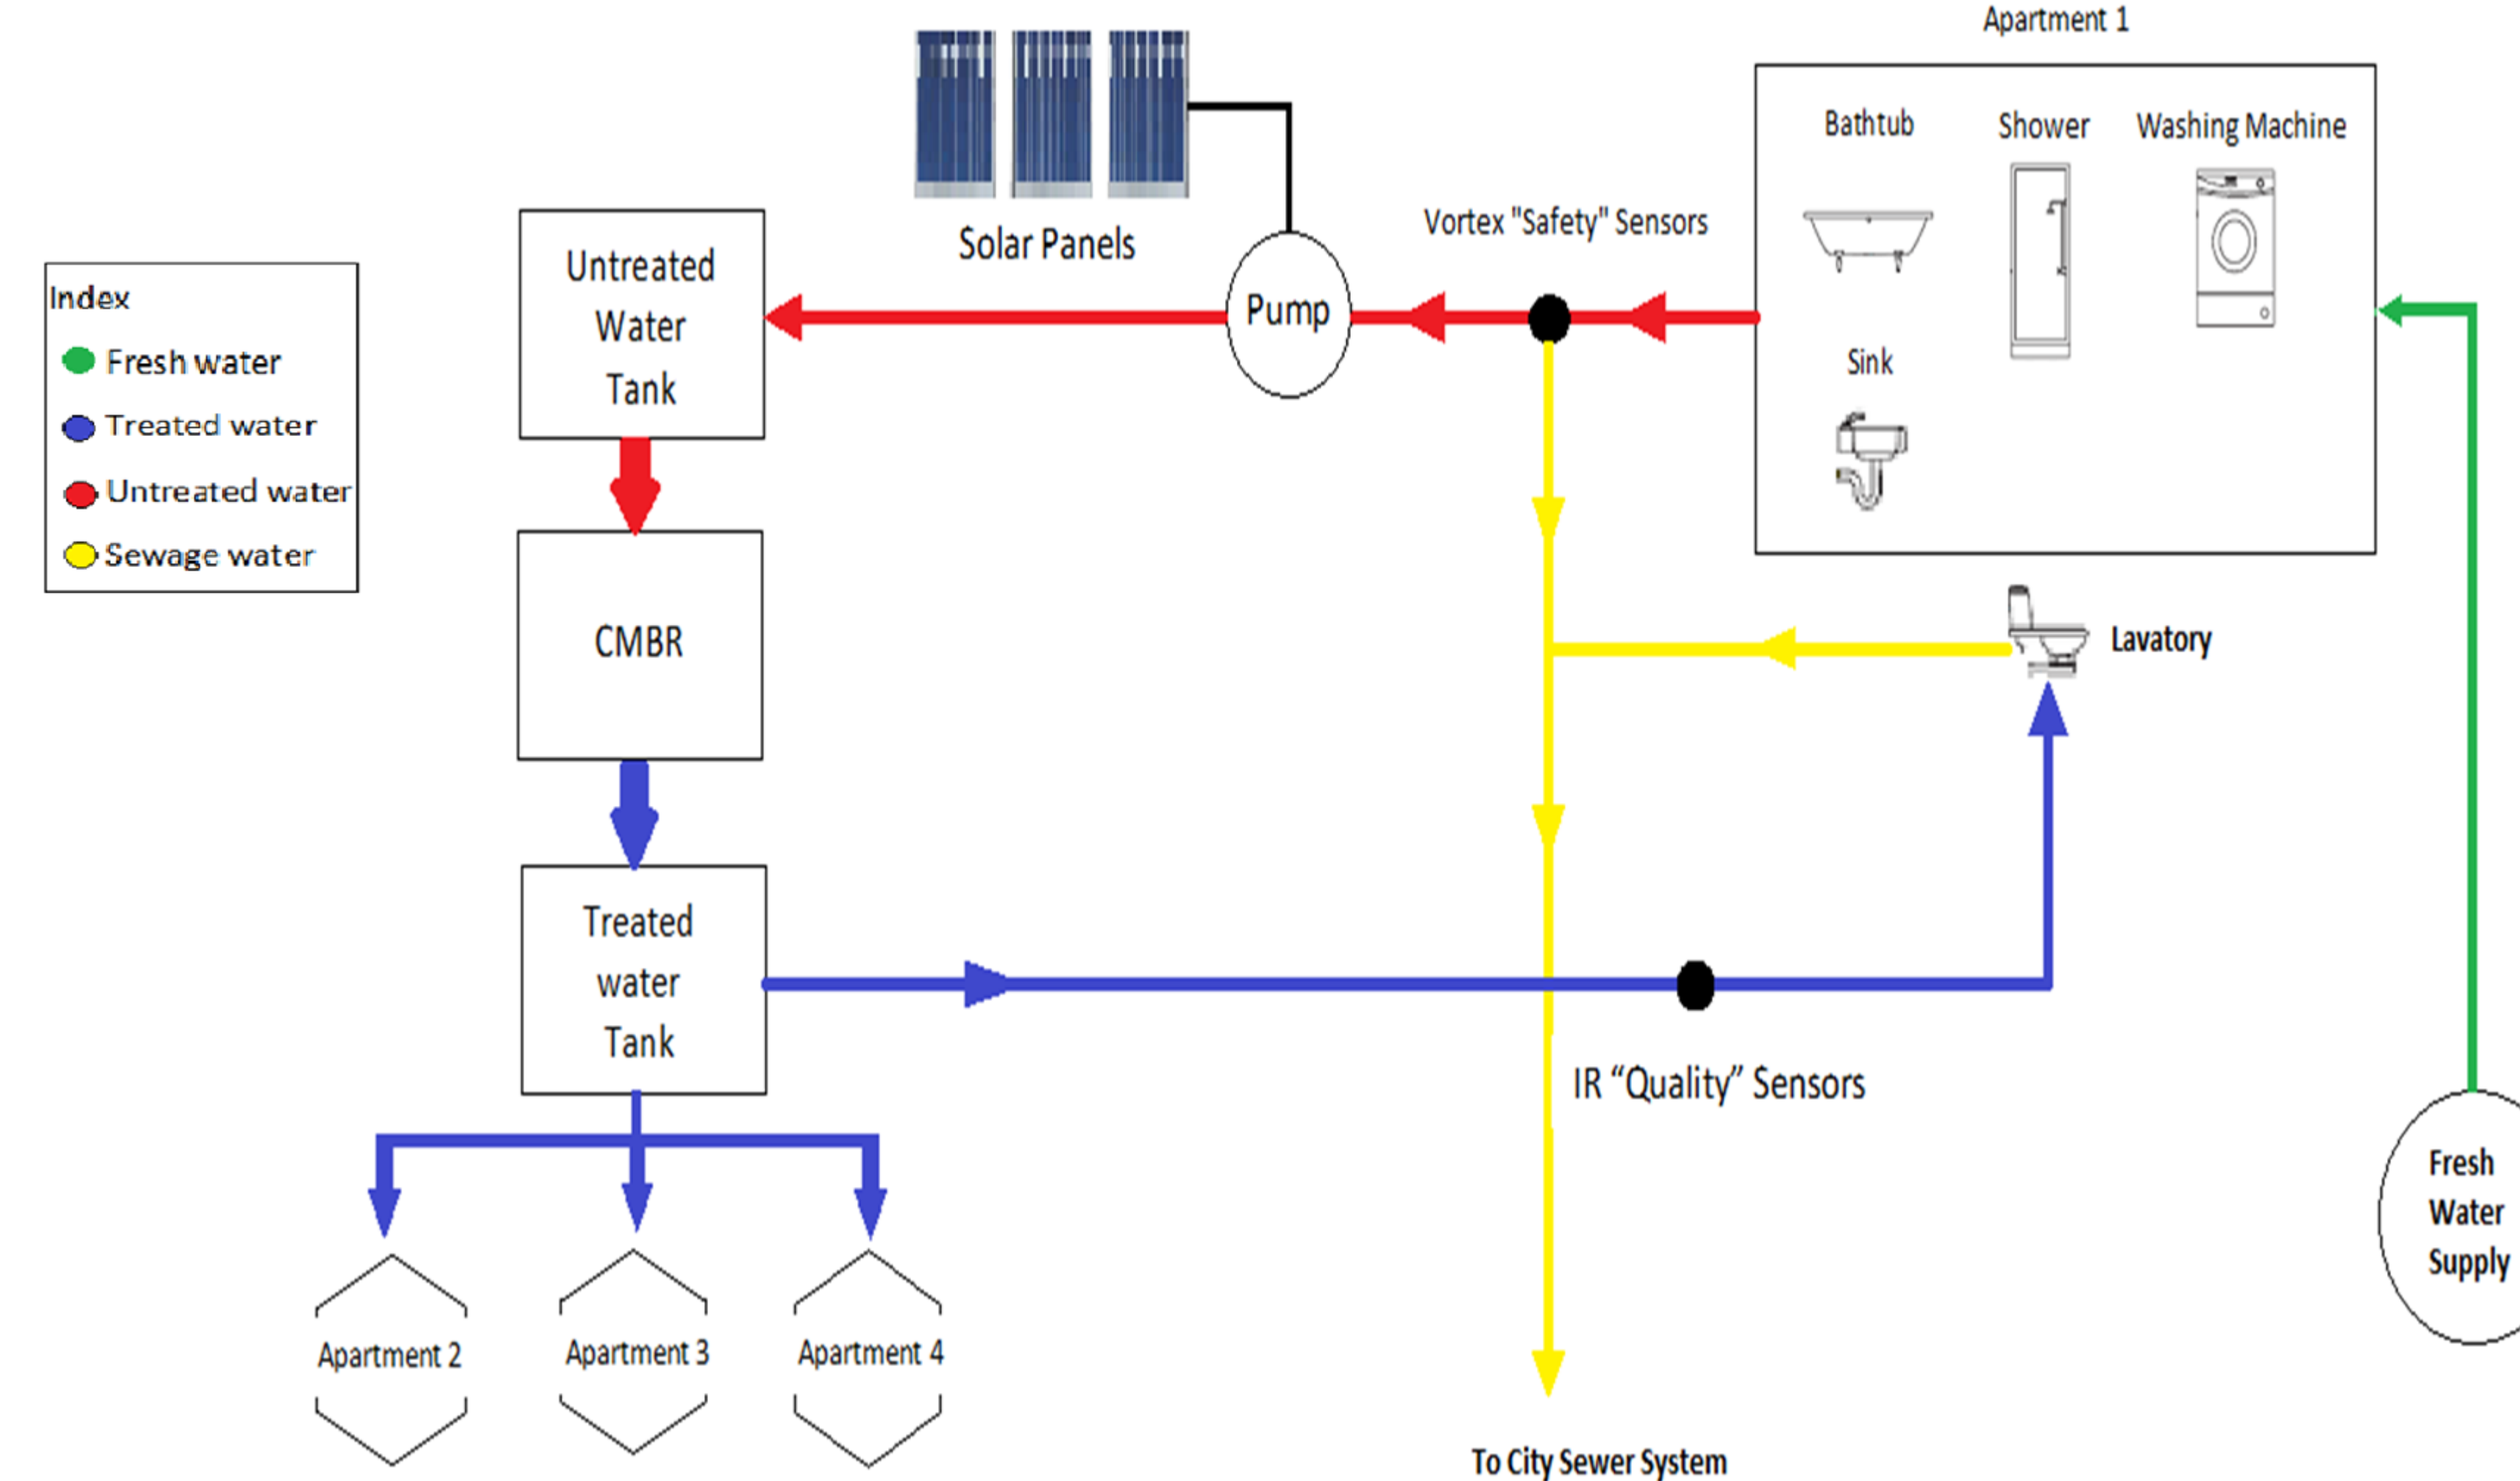 Apartment 1
Bathtub
Shower
Washing Machine
Sink
Vortex "Safety" Sensors
Solar Panels
Pump
Untreated
Water
Tank
Index
Fresh water
Treated water
Untreated water
Sewage water
CMBR
Lavatory
Treated
water
Tank
IR “Quality” Sensors
Fresh
Water
Supply
Apartment 2
Apartment 3
Apartment 4
To City Sewer System